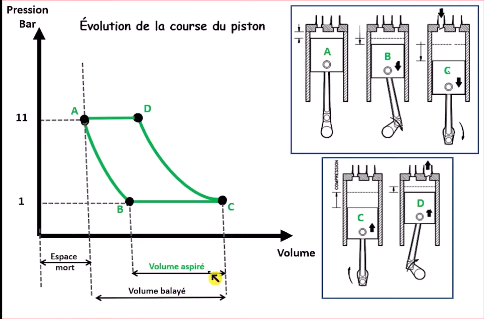 Pression
Bar
Évolution de la course du piston
A
D
11
B
C
1
Volume
Espace
mort
Volume aspiré
Volume balayé
A
B
C
COMPRESSION
C
D